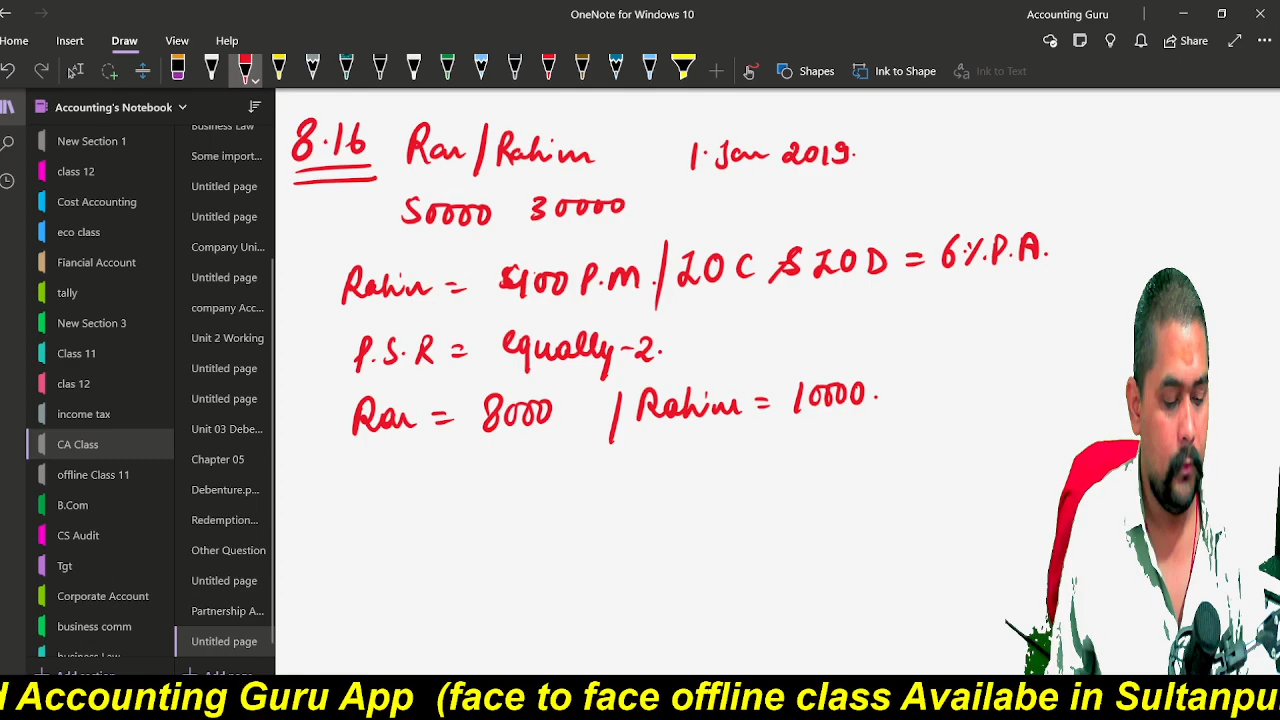 OneNote for Windows 10
Accounting Guru
Home Insert Draw View Help
Share
Shapes
Ink to Shape
Ink to Text
Accounting's Notebook
New Section 1
class 12
Cost Accounting
eco class
Fiancial Account
tally
New Section 3
Class 11
clas 12
income tax
CA Class
offline Class 11
B.Com
CS Audit
Tgt
Corporate Account
business comm
business Law
Business Law
Some import...
Untitled page
Untitled page
Company Uni...
Untitled page
company Acc...
Unit 2 Working
Untitled page
Untitled page
Unit 03 Debe...
Chapter 05
Debenture.p...
Redemption...
Other Question
Untitled page
Partnership A...
Untitled page
8.16 Ram/Rahim 1. Jan 2019.
50000 30000
Rahim = 400 P.M. / IOC & IOD = 6%.P.A.
P.S.R = equally-2.
Ram = 8000 / Rahim = 10000.
d Accounting Guru App (face to face offline class Availabe in Sultanpu